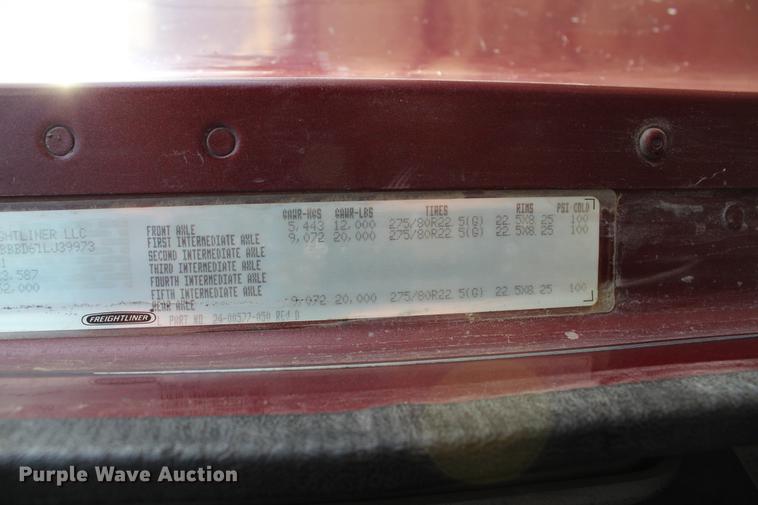 GAWR-KGS GAWR-LBS TIRES RIMS PSI COLD
GHTLINER LLC FRONT AXLE 5,443 12,000 275/80R22.5(G) 22.5X8.25 100
BBBD61LJ39973 FIRST INTERMEDIATE AXLE 9,072 20,000 275/80R22.5(G) 22.5X8.25 100
1 SECOND INTERMEDIATE AXLE
THIRD INTERMEDIATE AXLE
3,587 FOURTH INTERMEDIATE AXLE
2,000 FIFTH INTERMEDIATE AXLE
REAR AXLE 9,072 20,000 275/80R22.5(G) 22.5X8.25 100
FREIGHTLINER PART NO 24-00577-050 REV D
Purple Wave Auction